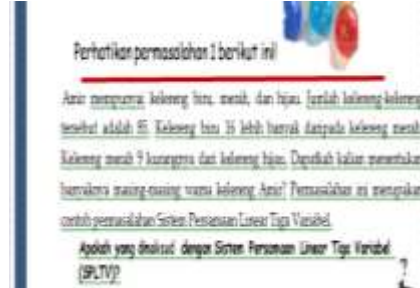 Perhatikan permasalahan 1 berikut ini!
Amir mempunyai kelereng biru, merah, dan hijau. Jumlah kelereng-kelereng
tersebut adalah 85. Kelereng biru 16 lebih banyak daripada kelereng merah
Kelereng merah 9 kurangnya dari kelereng hijau. Dapatkah kalian menentukan
banyaknya masing-masing warna kelereng Amir? Permasalahan ini merupakan
contoh permasalahan Sistem Persamaan Linear Tiga Variabel.
Apakah yang dimaksud dengan Sistem Persamaan Linear Tiga Variabel
(SPLTV)?
?